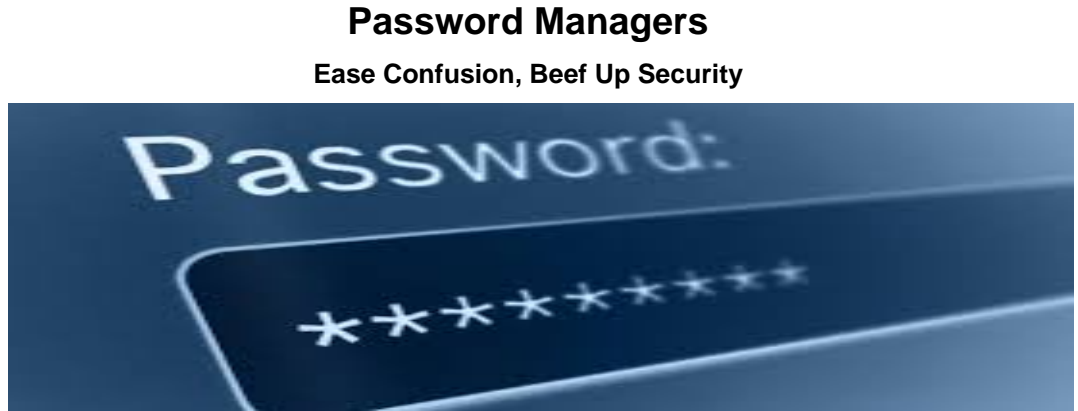 Password Managers
Ease Confusion, Beef Up Security
Password:
*********